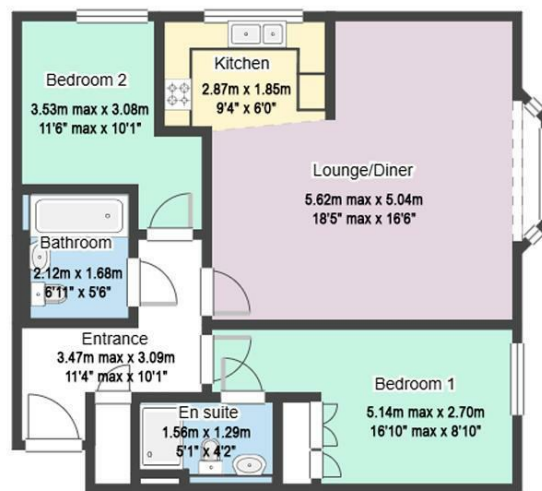 Bedroom 2
3.53m max x 3.08m
11'6" max x 10'1"
Kitchen
2.87m x 1.85m
9'4" x 6'0"
Lounge/Diner
5.62m max x 5.04m
18'5" max x 16'6"
Bathroom
2.12m x 1.68m
6'11" x 5'6"
Entrance
3.47m max x 3.09m
11'4" max x 10'1"
Bedroom 1
5.14m max x 2.70m
16'10" max x 8'10"
En suite
1.56m x 1.29m
5'1" x 4'2"